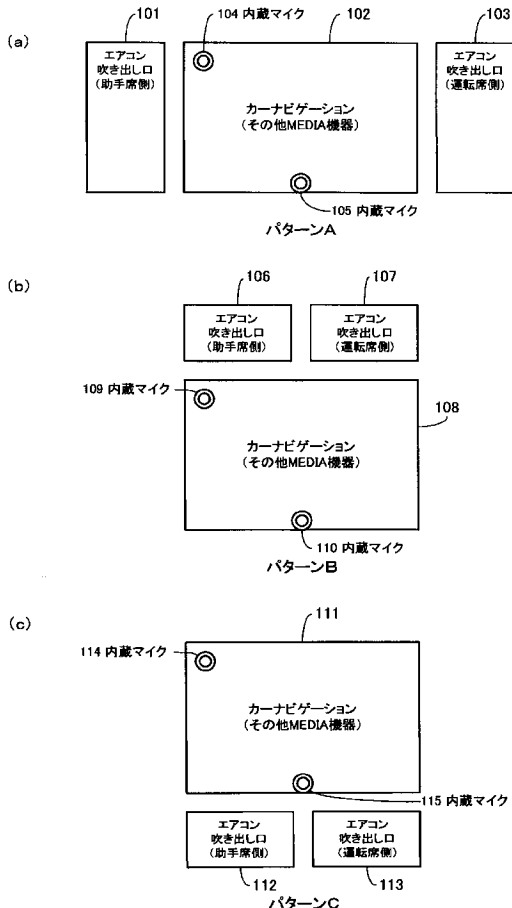 (a)
101
102
103
104 内蔵マイク
エアコン
吹き出し口
(助手席側)
カーナビゲーション
(その他MEDIA機器)
エアコン
吹き出し口
(運転席側)
105 内蔵マイク
パターンA
(b)
106
107
エアコン
吹き出し口
(助手席側)
エアコン
吹き出し口
(運転席側)
109 内蔵マイク
108
カーナビゲーション
(その他MEDIA機器)
110 内蔵マイク
パターンB
(c)
111
114 内蔵マイク
カーナビゲーション
(その他MEDIA機器)
115 内蔵マイク
エアコン
吹き出し口
(助手席側)
エアコン
吹き出し口
(運転席側)
112
113
パターンC